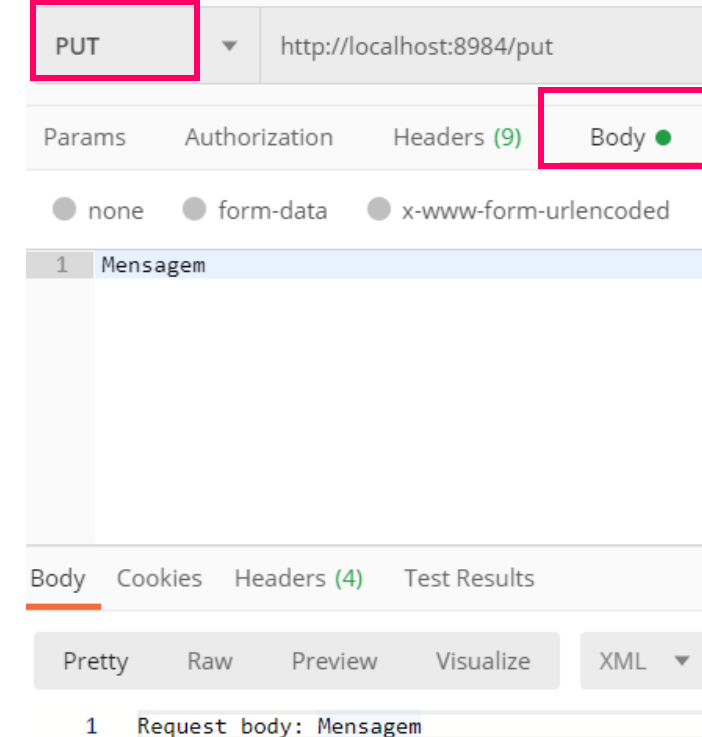 PUT http://localhost:8984/put
Params Authorization Headers (9) Body
none form-data x-www-form-urlencoded
1 Mensagem
Body Cookies Headers (4) Test Results
Pretty Raw Preview Visualize XML
1 Request body: Mensagem